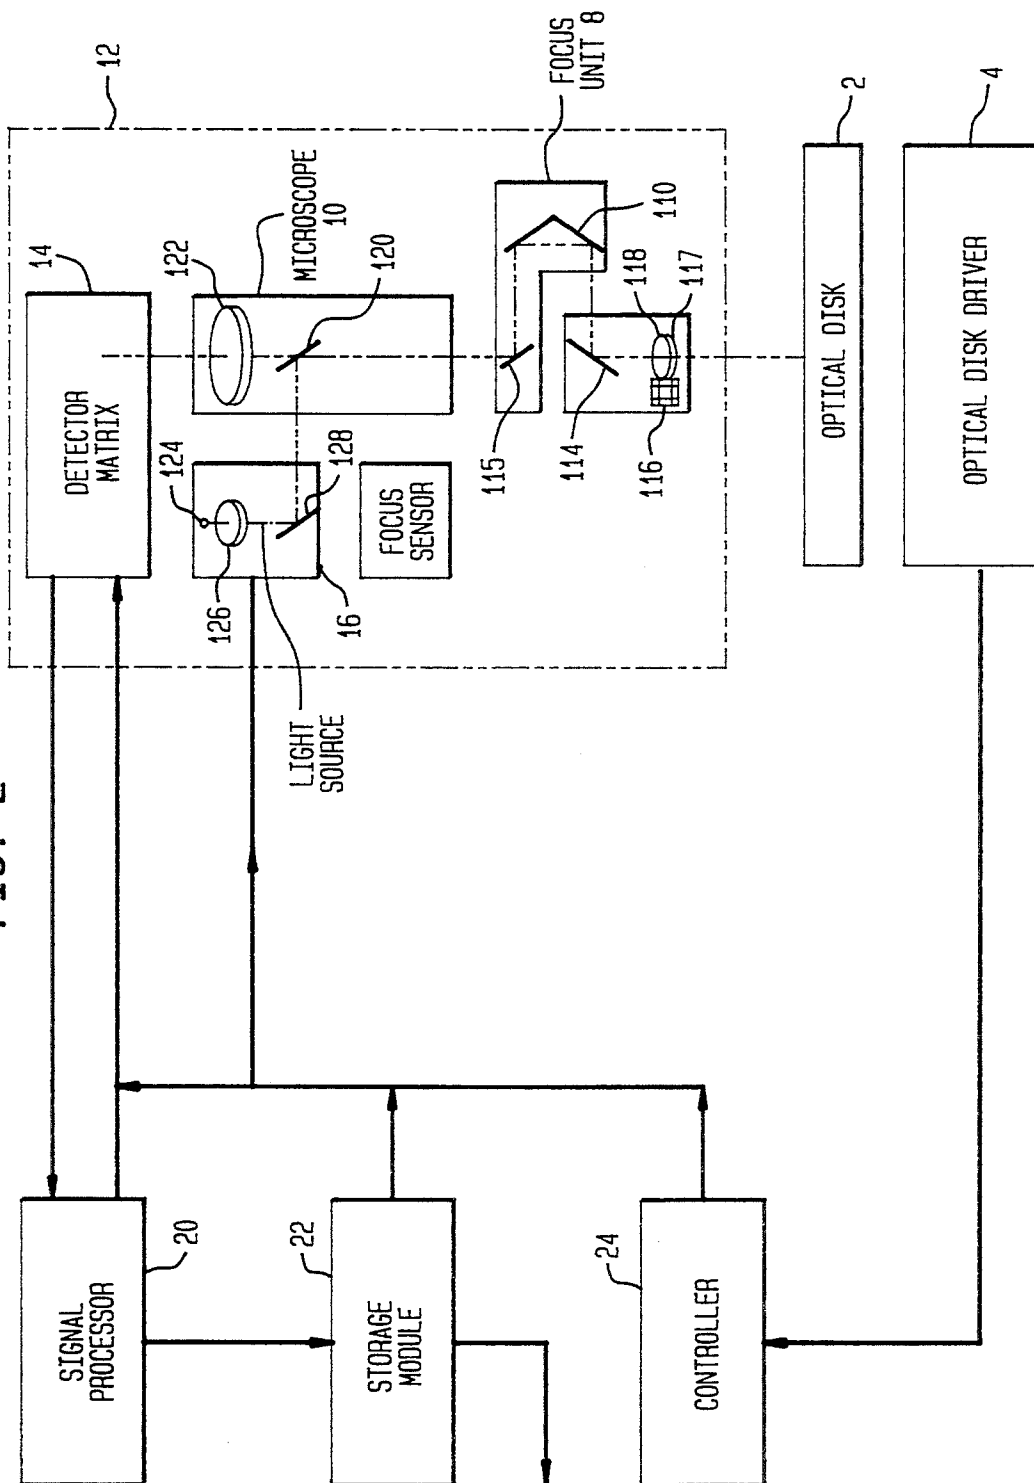 12
14
DETECTOR
MATRIX
122
MICROSCOPE
10
120
124
126
128
16
LIGHT
SOURCE
FOCUS
SENSOR
FOCUS
UNIT 8
110
115
114
118
117
116
2
OPTICAL DISK
4
OPTICAL DISK DRIVER
SIGNAL
PROCESSOR
20
22
STORAGE
MODULE
24
CONTROLLER